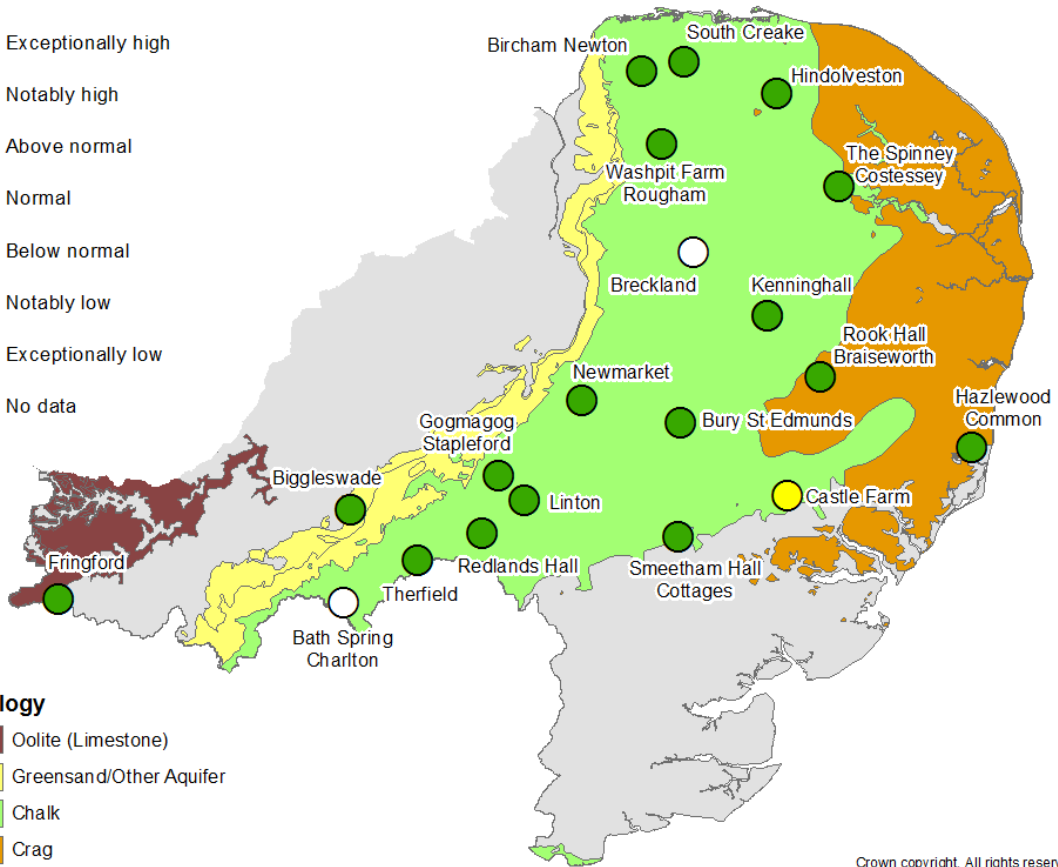 Exceptionally high
Notably high
Above normal
Normal
Below normal
Notably low
Exceptionally low
No data
Bircham Newton
South Creake
Hindolveston
Washpit Farm
Rougham
The Spinney
Costessey
Breckland
Kenninghall
Rook Hall
Braiseworth
Newmarket
Hazlewood
Common
Gogmagog
Stapleford
Bury St Edmunds
Biggleswade
Linton
Castle Farm
Fringford
Redlands Hall
Smeetham Hall
Cottages
Therfield
Bath Spring
Charlton
logy
Oolite (Limestone)
Greensand/Other Aquifer
Chalk
Crag
Crown copyright. All rights reser